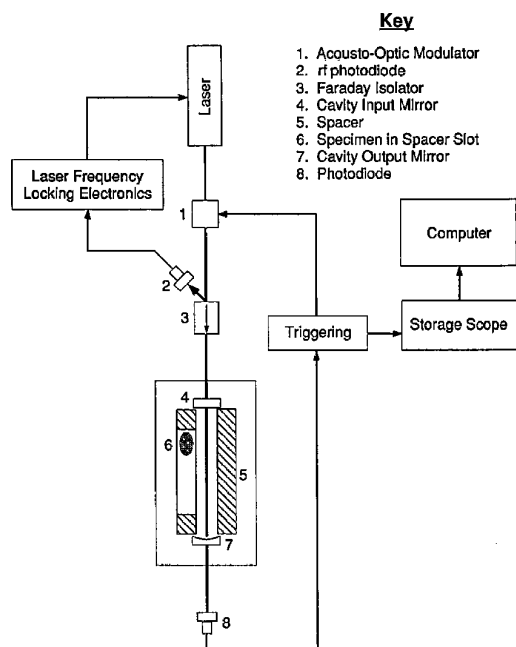 Key
1. Acousto-Optic Modulator
2. rf photodiode
3. Faraday Isolator
4. Cavity Input Mirror
5. Spacer
6. Specimen in Spacer Slot
7. Cavity Output Mirror
8. Photodiode
Laser
Laser Frequency
Locking Electronics
1
2
3
Computer
Triggering
Storage Scope
4
6
5
7
8